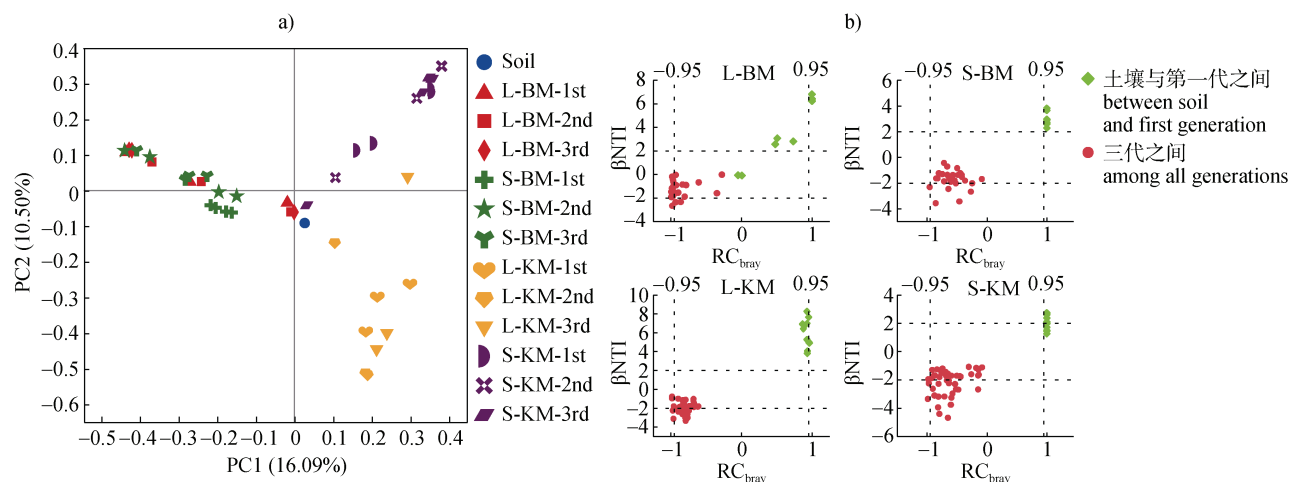 a)
0.4
0.3
0.2
0.1
0
−0.1
−0.2
−0.3
−0.4
−0.5
−0.6
PC2 (10.50%)
−0.5 −0.4 −0.3 −0.2 −0.1 0 0.1 0.2 0.3 0.4
PC1 (16.09%)
Soil
L-BM-1st
L-BM-2nd
L-BM-3rd
S-BM-1st
S-BM-2nd
S-BM-3rd
L-KM-1st
L-KM-2nd
L-KM-3rd
S-KM-1st
S-KM-2nd
S-KM-3rd
b)
−0.95 L-BM 0.95
8
6
4
2
0
−2
−4
βNTI
−1 0 1
RCbray
−0.95 S-BM 0.95
6
4
2
0
−2
−4
βNTI
−1 0 1
RCbray
土壤与第一代之间
between soil
and first generation
三代之间
among all generations
−0.95 L-KM 0.95
10
8
6
4
2
0
−2
−4
βNTI
−1 0 1
RCbray
−0.95 S-KM 0.95
4
2
0
−2
−4
−6
βNTI
−1 0 1
RCbray